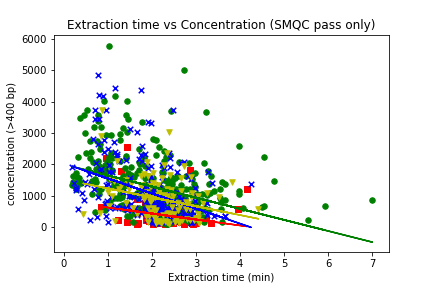 Extraction time vs Concentration (SMQC pass only)
concentration (>400 bp)
6000
5000
4000
3000
2000
1000
0
0 1 2 3 4 5 6 7
Extraction time (min)